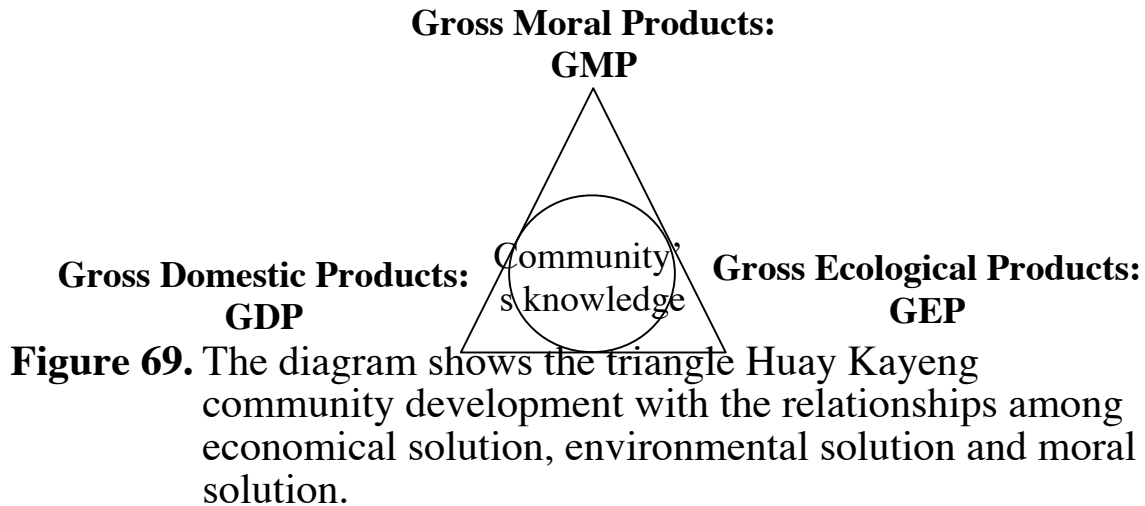 Gross Moral Products:
GMP
Community’
s knowledge
Gross Domestic Products:
GDP
Gross Ecological Products:
GEP
Figure 69. The diagram shows the triangle Huay Kayeng
community development with the relationships among
economical solution, environmental solution and moral
solution.